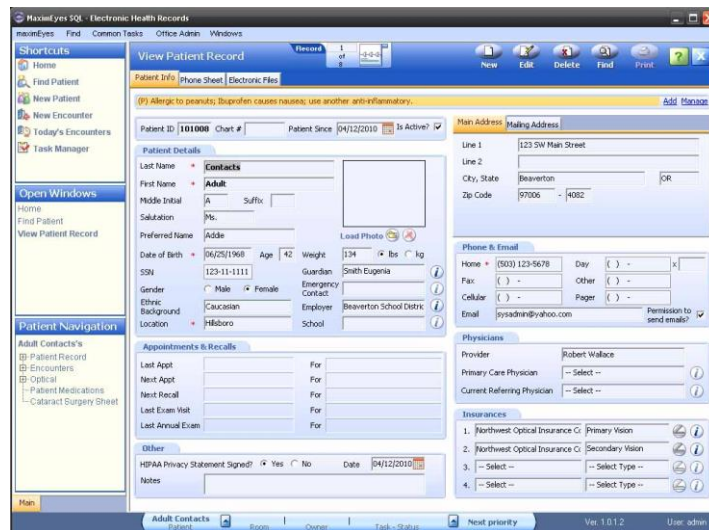 MaximEyes SQL - Electronic Health Records
maximEyes Find Common Tasks Office Admin Windows
Shortcuts
Home
Find Patient
New Patient
New Encounter
Today's Encounters
Task Manager
Open Windows
Home
Find Patient
View Patient Record
Patient Navigation
Adult Contacts's
Patient Record
Encounters
Optical
Patient Medications
Cataract Surgery Sheet
Main
View Patient Record
Record 1 of 8
New Edit Delete Find Print
Patient Info Phone Sheet Electronic Files
(P) Allergic to peanuts; Ibuprofen causes nausea; use another anti-inflammatory. Add Manage
Patient ID 101008 Chart # Patient Since 04/12/2010 Is Active?
Patient Details
Last Name * Contacts
First Name * Adult
Middle Initial A Suffix
Salutation Ms.
Preferred Name Addie Load Photo
Date of Birth * 06/25/1968 Age 42 Weight 134 lbs kg
SSN 123-11-1111 Guardian Smith Eugenia
Gender Male Female Emergency Contact
Ethnic Background Caucasian Employer Beaverton School Distric
Location * Hillsboro School
Appointments & Recalls
Last Appt For
Next Appt For
Next Recall For
Last Exam Visit For
Last Annual Exam For
Other
HIPAA Privacy Statement Signed? Yes No Date 04/12/2010
Notes
Main Address Mailing Address
Line 1 123 SW Main Street
Line 2
City, State Beaverton OR
Zip Code 97006 - 4082
Phone & Email
Home * (503) 123-5678 Day ( ) - x
Fax ( ) - Other ( ) -
Cellular ( ) - Pager ( ) -
Email sysadmin@yahoo.com Permission to send emails?
Physicians
Provider Robert Wallace
Primary Care Physician -- Select --
Current Referring Physician -- Select --
Insurances
1. Northwest Optical Insurance Co Primary Vision
2. Northwest Optical Insurance Co Secondary Vision
3. -- Select -- -- Select Type --
4. -- Select -- -- Select Type --
Adult Contacts
Patient Room Owner Task - Status
Next priority Ver. 1.0.1.2 User: admin